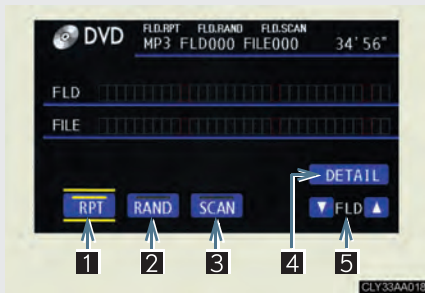 DVD FLD.RPT FLD.RAND FLD.SCAN
MP3 FLD000 FILE000 34'56"
FLD
FILE
DETAIL
RPT RAND SCAN ▼ FLD ▲
1 2 3 4 5
CLY33AA018